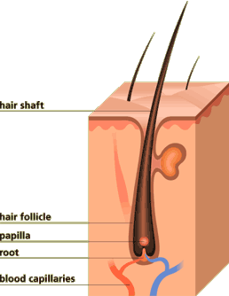 hair shaft
hair follicle
papilla
root
blood capillaries